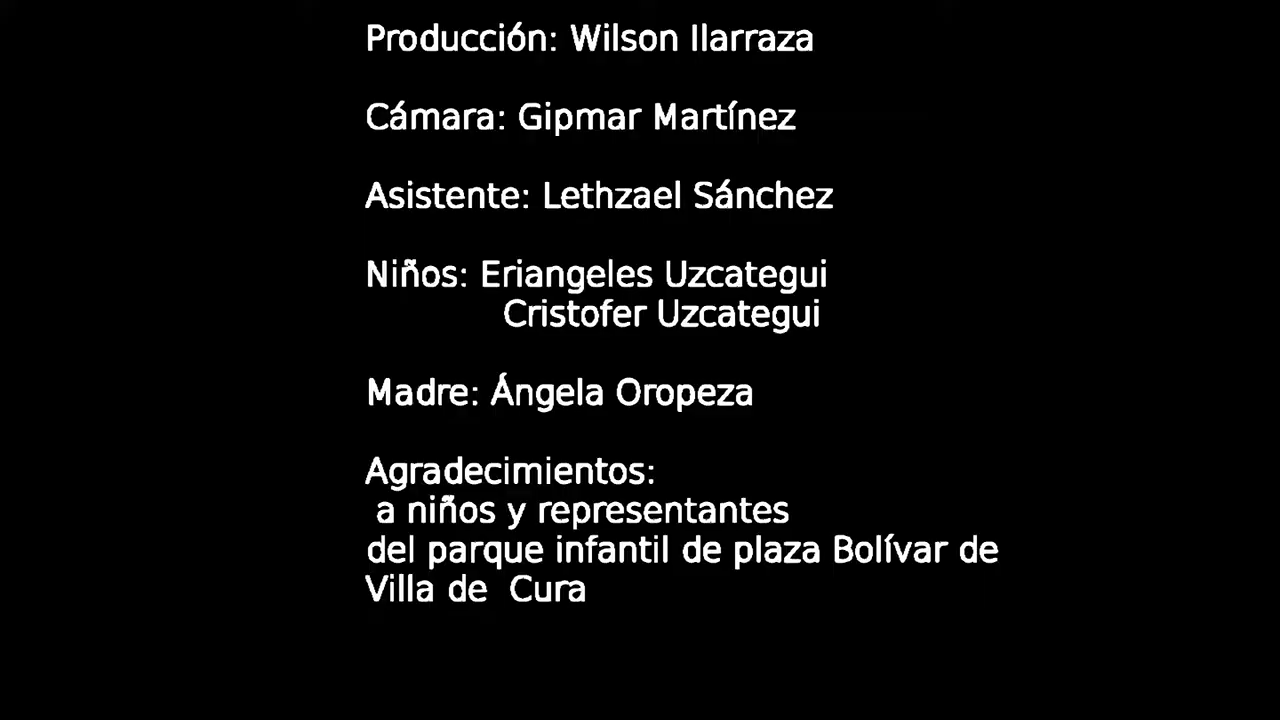 Producción: Wilson Ilarraza
Cámara: Gipmar Martínez
Asistente: Lethzael Sánchez
Niños: Eriangeles Uzcategui
Cristofer Uzcategui
Madre: Ángela Oropeza
Agradecimientos:
a niños y representantes
del parque infantil de plaza Bolívar de
Villa de  Cura